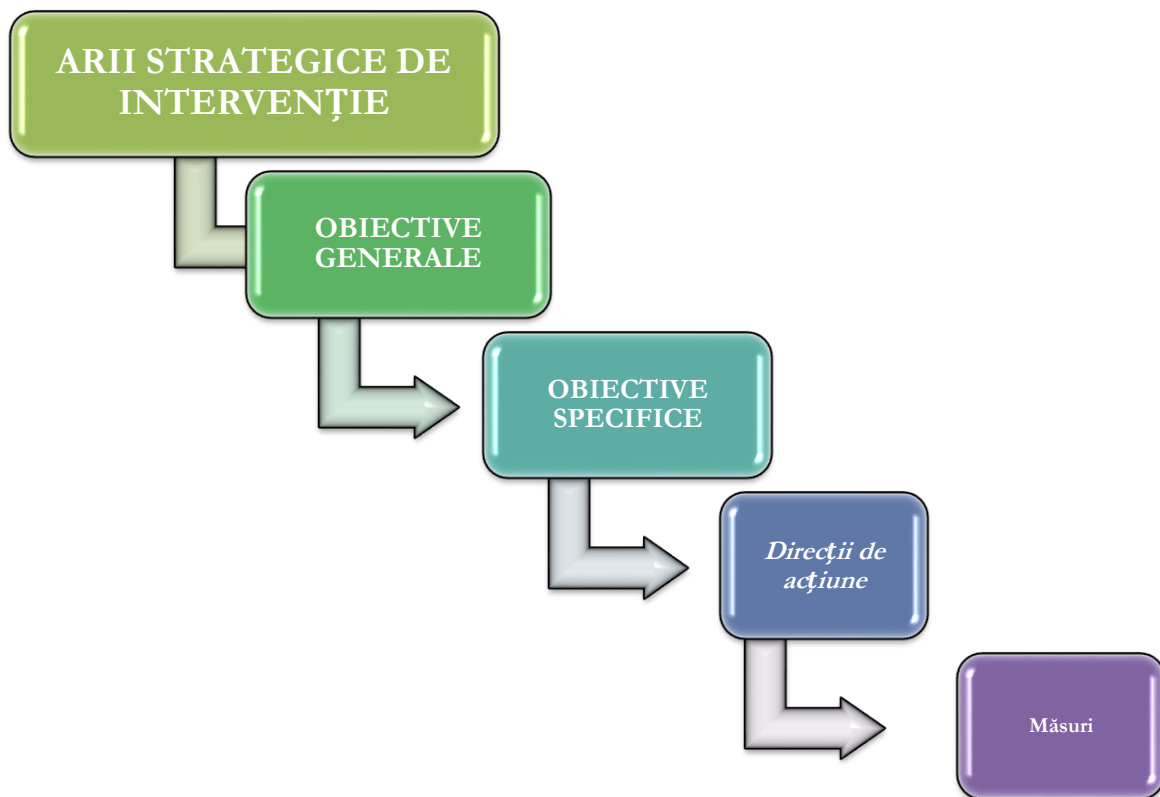 ARII STRATEGICE DE
INTERVENȚIE
OBIECTIVE
GENERALE
OBIECTIVE
SPECIFICE
Direcții de
acțiune
Măsuri